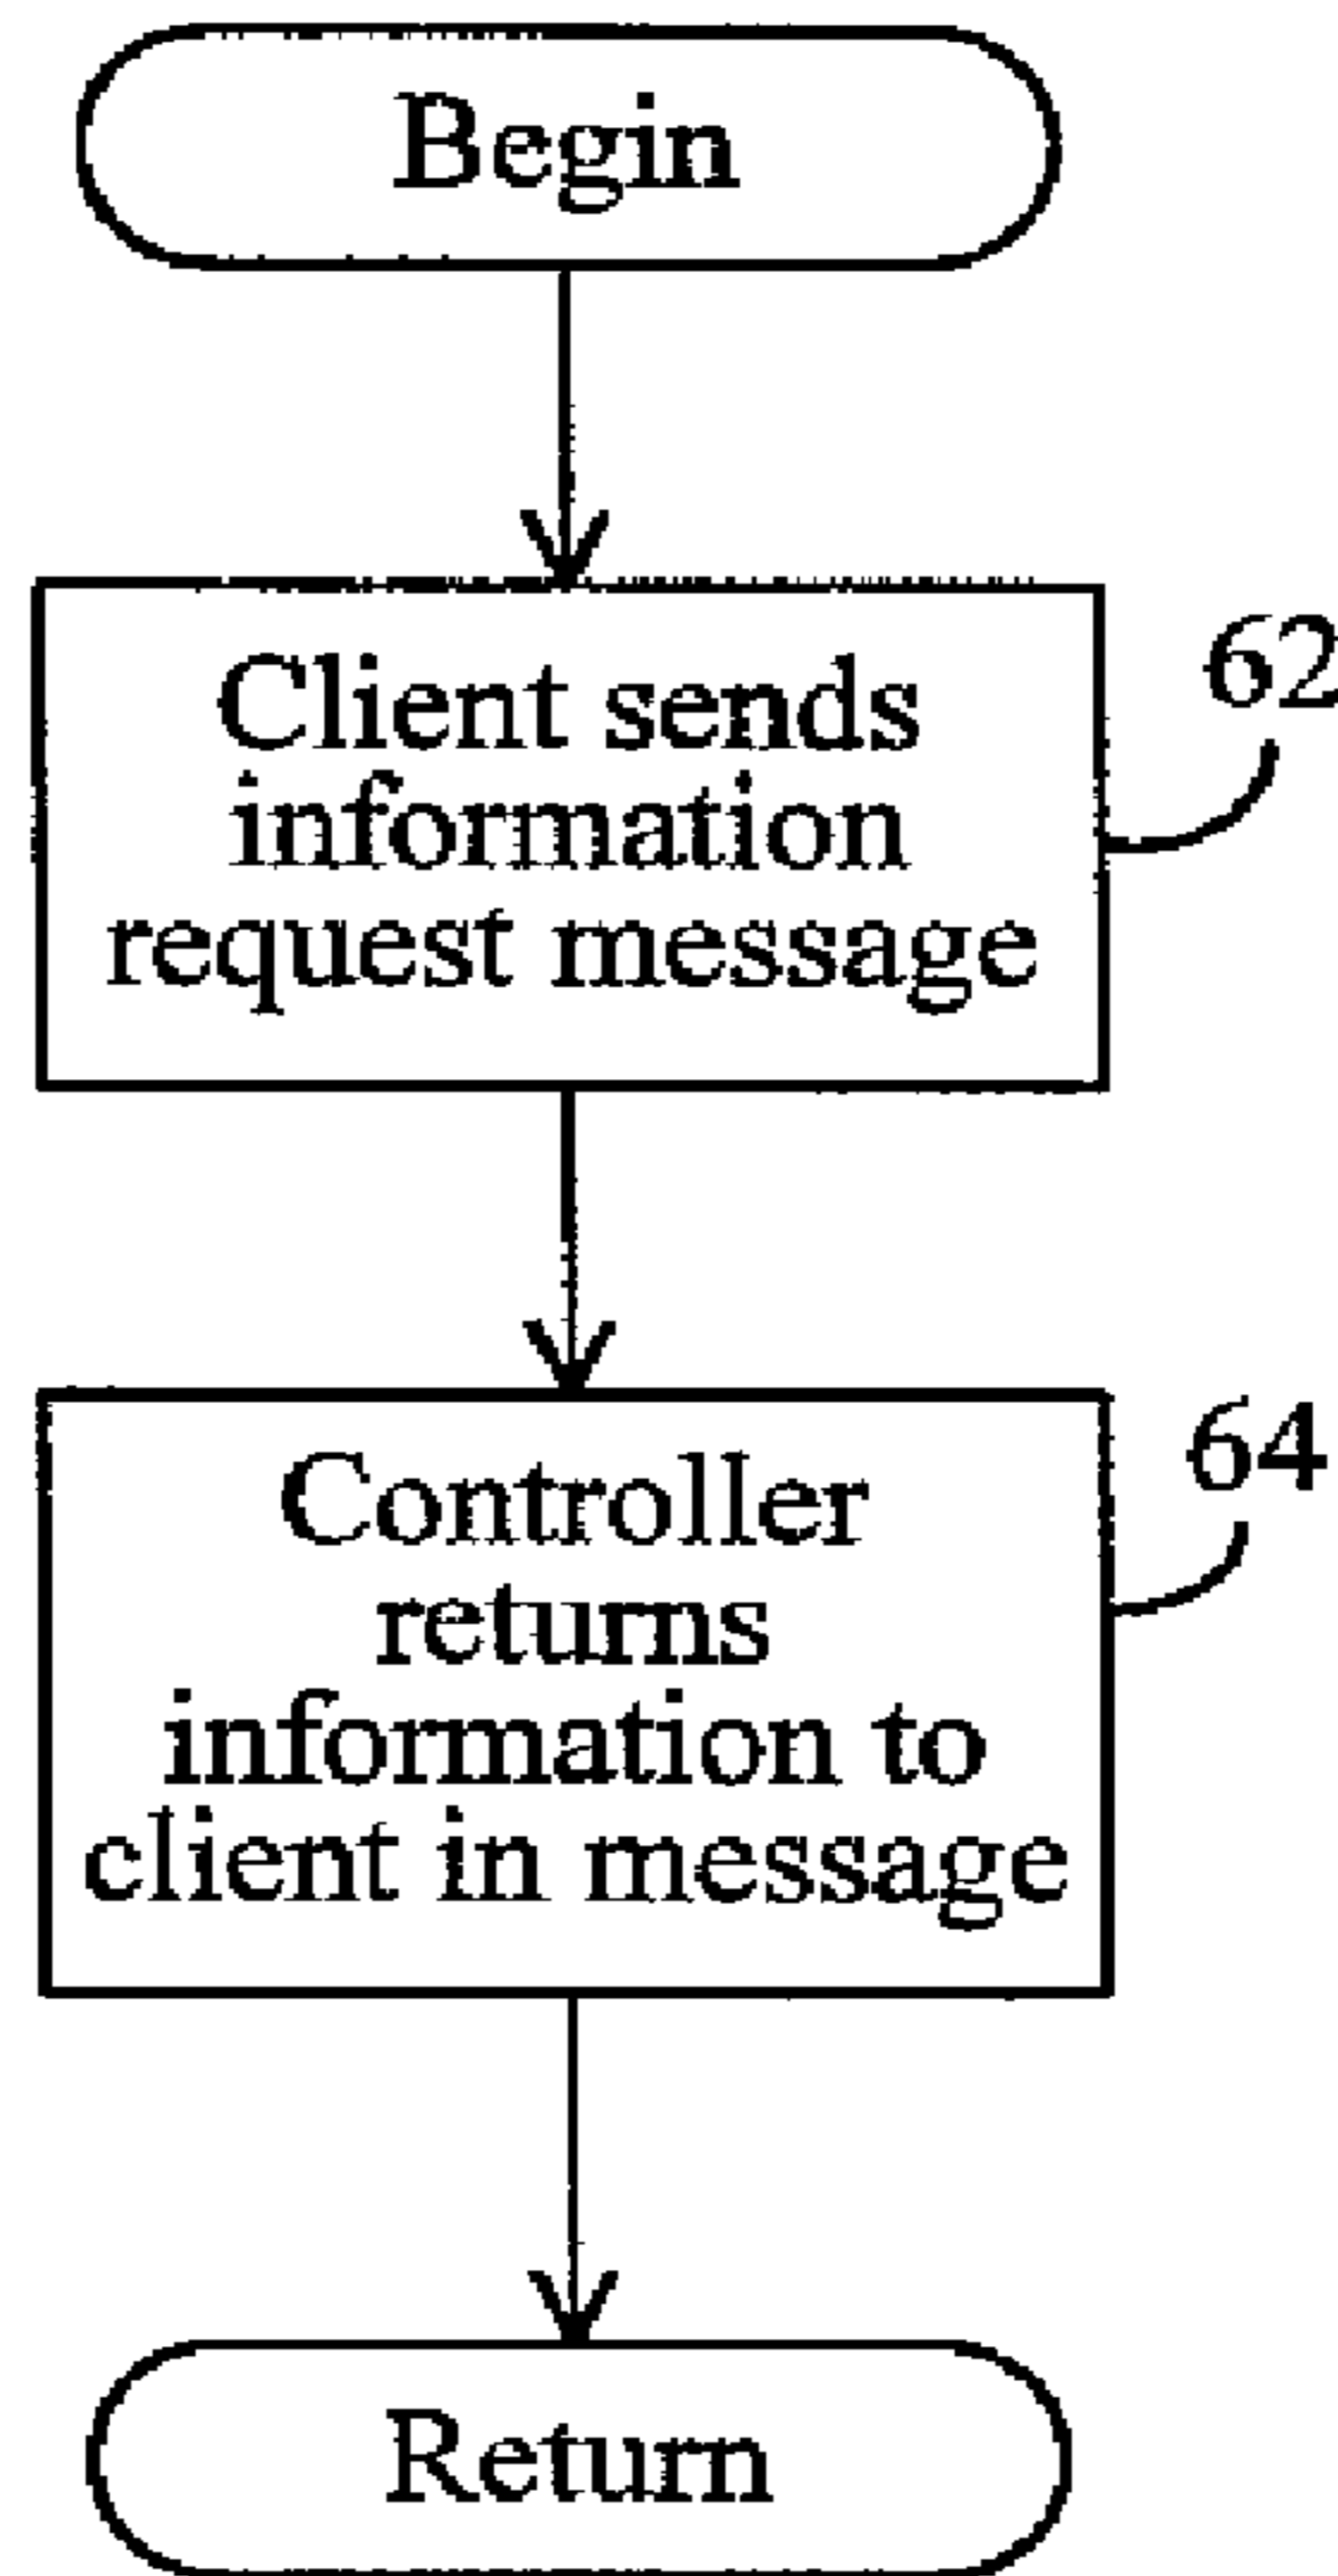 Begin
Client sends
information
request message
62
Controller
returns
information to
client in message
64
Return